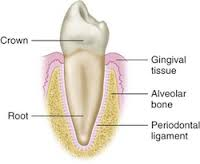 Crown
Gingival
tissue
Alveolar
bone
Root
Periodontal
ligament